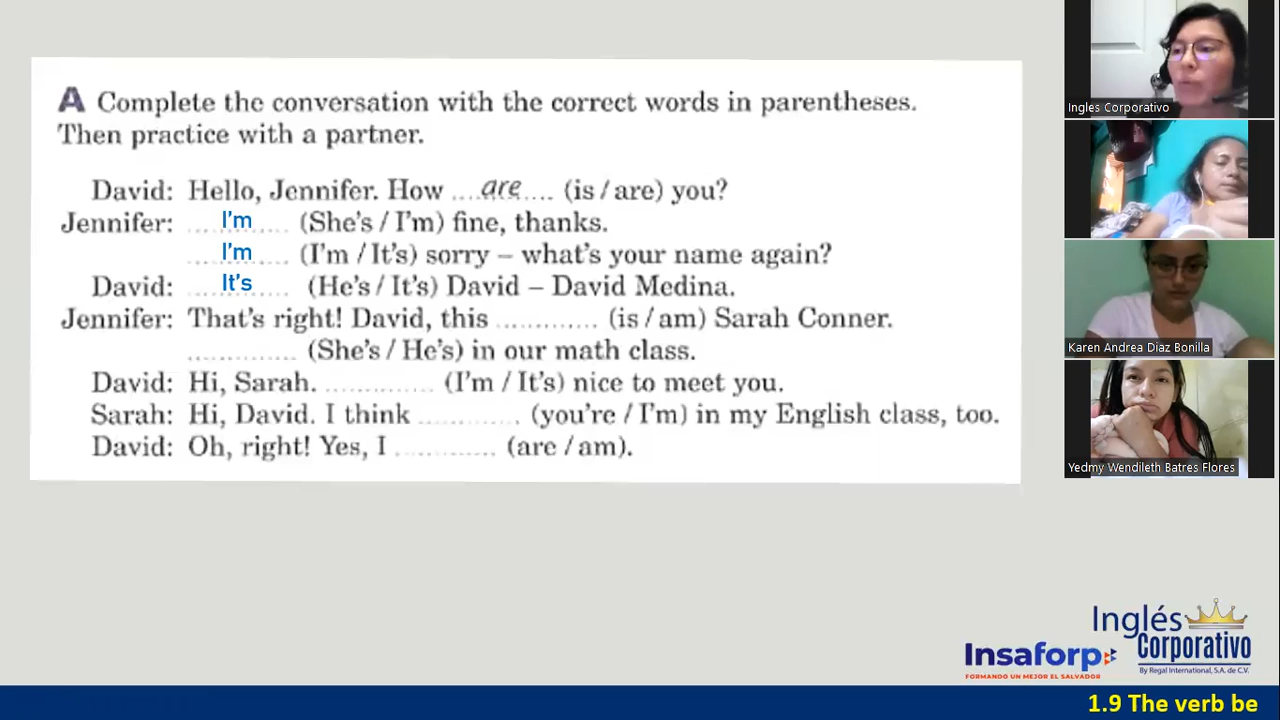 A Complete the conversation with the correct words in parentheses.
Then practice with a partner.
David: Hello, Jennifer. How ....are.... (is / are) you?
Jennifer: I'm (She's / I'm) fine, thanks.
I'm (I'm / It's) sorry – what's your name again?
David: It's (He's / It's) David – David Medina.
Jennifer: That's right! David, this ............ (is / am) Sarah Conner.
............. (She's / He's) in our math class.
David: Hi, Sarah. ............. (I'm / It's) nice to meet you.
Sarah: Hi, David. I think ............ (you're / I'm) in my English class, too.
David: Oh, right! Yes, I ............ (are / am).
Ingles Corporativo
Karen Andrea Diaz Bonilla
Yedmy Wendileth Batres Flores
Inglés
Corporativo
By Regal International, S.A. de C.V.
Insaforp
FORMANDO UN MEJOR EL SALVADOR
1.9 The verb be